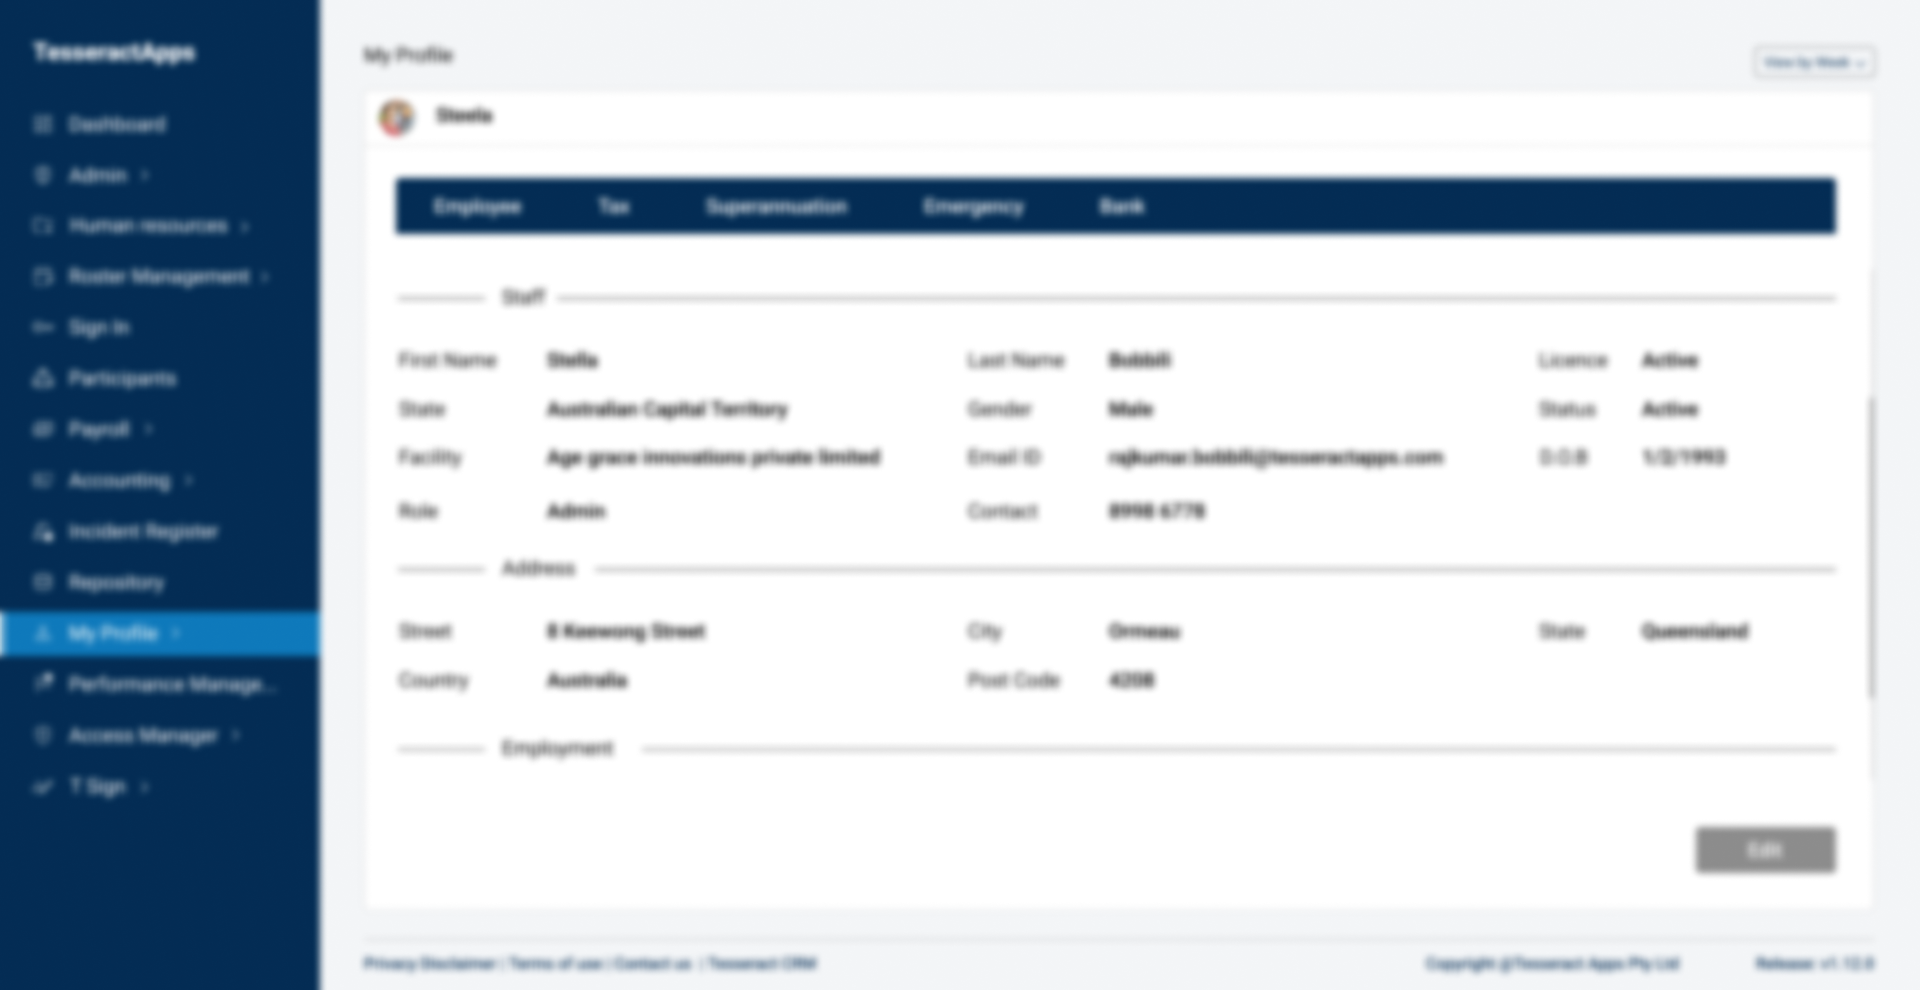 TesseractApps
Dashboard
Admin
Human resources
Roster Management
Sign In
Participants
Payroll
Accounting
Incident Register
Repository
My Profile
Performance Manage...
Access Manager
T Sign
My Profile
View by Week
Steela
Employee Tax Superannuation Emergency Bank
Staff
First Name Stella Last Name Bobbili Licence Active
State Australian Capital Territory Gender Male Status Active
Facility Age grace innovations private limited Email ID rajkumar.bobbili@tesseractapps.com D.O.B 1/2/1993
Role Admin Contact 8998 6778
Address
Street 8 Keewong Street City Ormeau State Queensland
Country Australia Post Code 4208
Employment
Edit
Privacy Disclaimer | Terms of use | Contact us | Tesseract CRM Copyright @Tesseract Apps Pty Ltd Release: v1.12.0